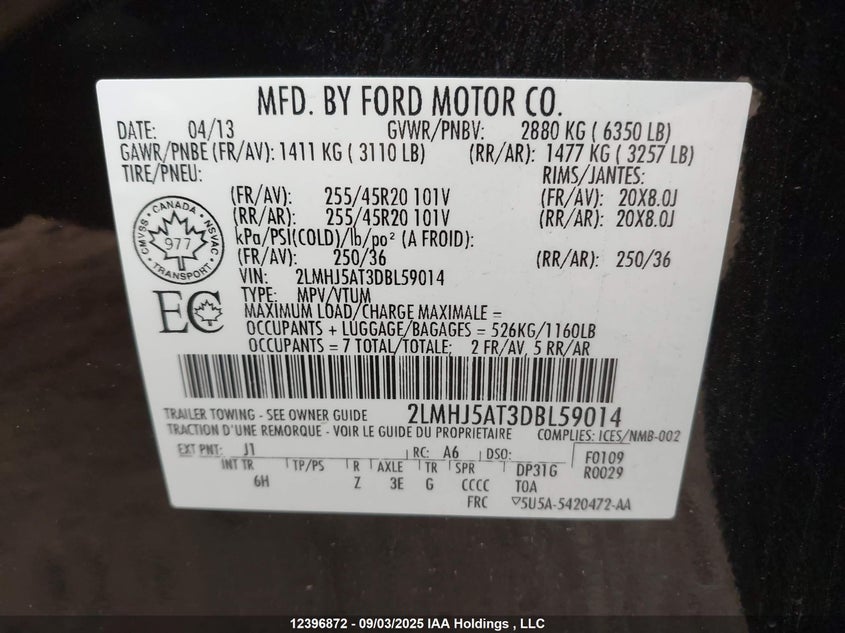 MFD. BY FORD MOTOR CO.
DATE: 04/13 GVWR/PNBV: 2880 KG ( 6350 LB)
GAWR/PNBE (FR/AV): 1411 KG ( 3110 LB) (RR/AR): 1477 KG ( 3257 LB)
TIRE/PNEU: RIMS/JANTES:
(FR/AV): 255/45R20 101V (FR/AV): 20X8.0J
(RR/AR): 255/45R20 101V (RR/AR): 20X8.0J
kPa/PSI(COLD)/lb/po² (A FROID):
(FR/AV): 250/36 (RR/AR): 250/36
CMVSS · CANADA · NSVAC
977
TRANSPORT
VIN: 2LMHJ5AT3DBL59014
TYPE: MPV/VTUM
EC
MAXIMUM LOAD/CHARGE MAXIMALE =
OCCUPANTS + LUGGAGE/BAGAGES = 526KG/1160LB
OCCUPANTS = 7 TOTAL/TOTALE; 2 FR/AV, 5 RR/AR
2LMHJ5AT3DBL59014
TRAILER TOWING - SEE OWNER GUIDE
TRACTION D'UNE REMORQUE - VOIR LE GUIDE DU PROPRIETAIRE COMPLIES: ICES/NMB-002
EXT PNT: J1 RC: A6 DSO: F0109
INT TR TP/PS R AXLE TR SPR DP31G R0029
6H Z 3E G CCCC TOA
FRC ▽5U5A-5420472-AA
12396872 - 09/03/2025 IAA Holdings , LLC